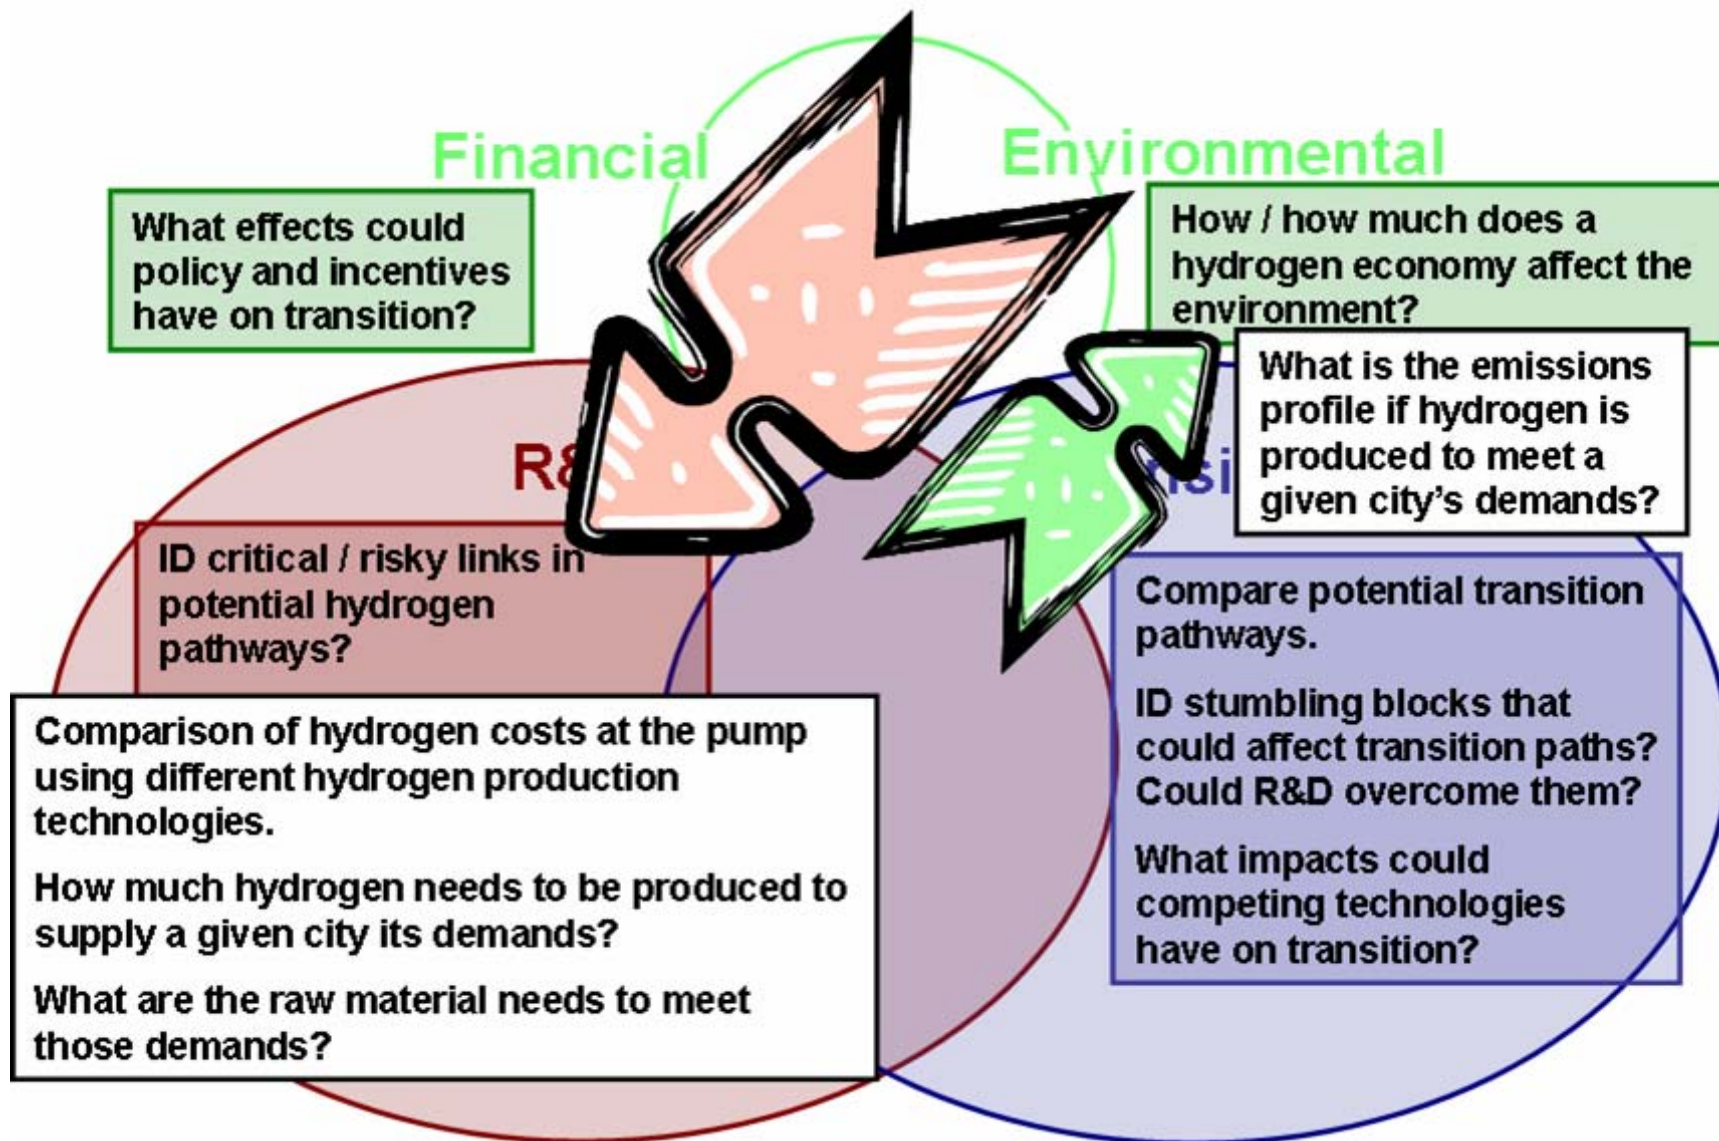 Financial
Environmental
What effects could
policy and incentives
have on transition?
How / how much does a
hydrogen economy affect the
environment?
What is the emissions
profile if hydrogen is
produced to meet a
given city's demands?
ID critical / risky links in
potential hydrogen
pathways?
Comparison of hydrogen costs at the pump
using different hydrogen production
technologies.
How much hydrogen needs to be produced to
supply a given city its demands?
What are the raw material needs to meet
those demands?
Compare potential transition
pathways.
ID stumbling blocks that
could affect transition paths?
Could R&D overcome them?
What impacts could
competing technologies
have on transition?